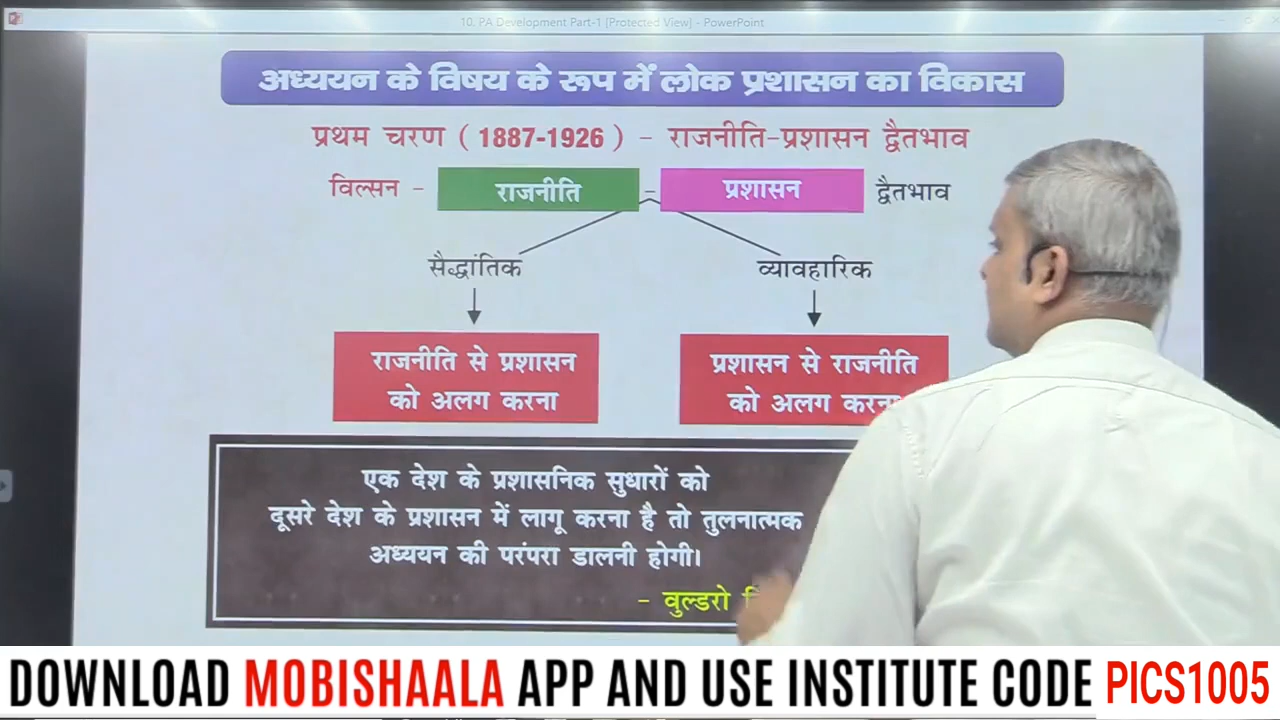 10. PA Development Part-1 [Protected View] - PowerPoint
अध्ययन के विषय के रूप में लोक प्रशासन का विकास
प्रथम चरण ( 1887-1926 ) - राजनीति-प्रशासन द्वैतभाव
विल्सन - राजनीति - प्रशासन द्वैतभाव
सैद्धांतिक व्यावहारिक
राजनीति से प्रशासन
को अलग करना
प्रशासन से राजनीति
को अलग करना
एक देश के प्रशासनिक सुधारों को
दूसरे देश के प्रशासन में लागू करना है तो तुलनात्मक
अध्ययन की परंपरा डालनी होगी।
- वुल्डरो
DOWNLOAD MOBISHAALA APP AND USE INSTITUTE CODE PICS1005